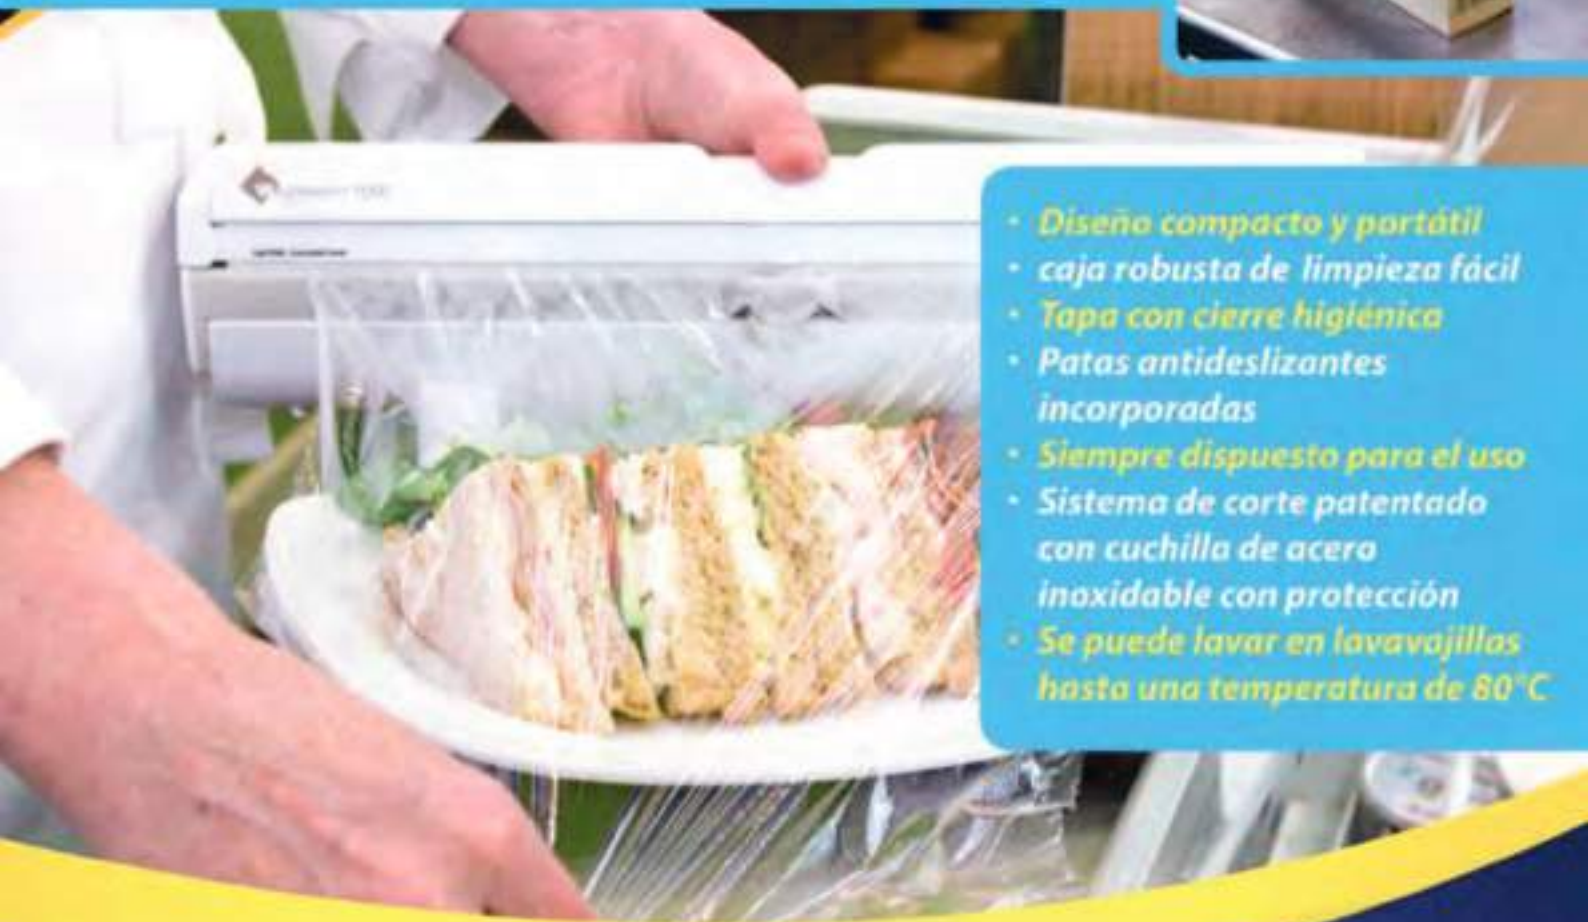 · Diseño compacto y portátil
· caja robusta de limpieza fácil
· Tapa con cierre higiénico
· Patas antideslizantes
incorporadas
· Siempre dispuesto para el uso
· Sistema de corte patentado
con cuchilla de acero
inoxidable con protección
· Se puede lavar en lavavajillas
hasta una temperatura de 80°C